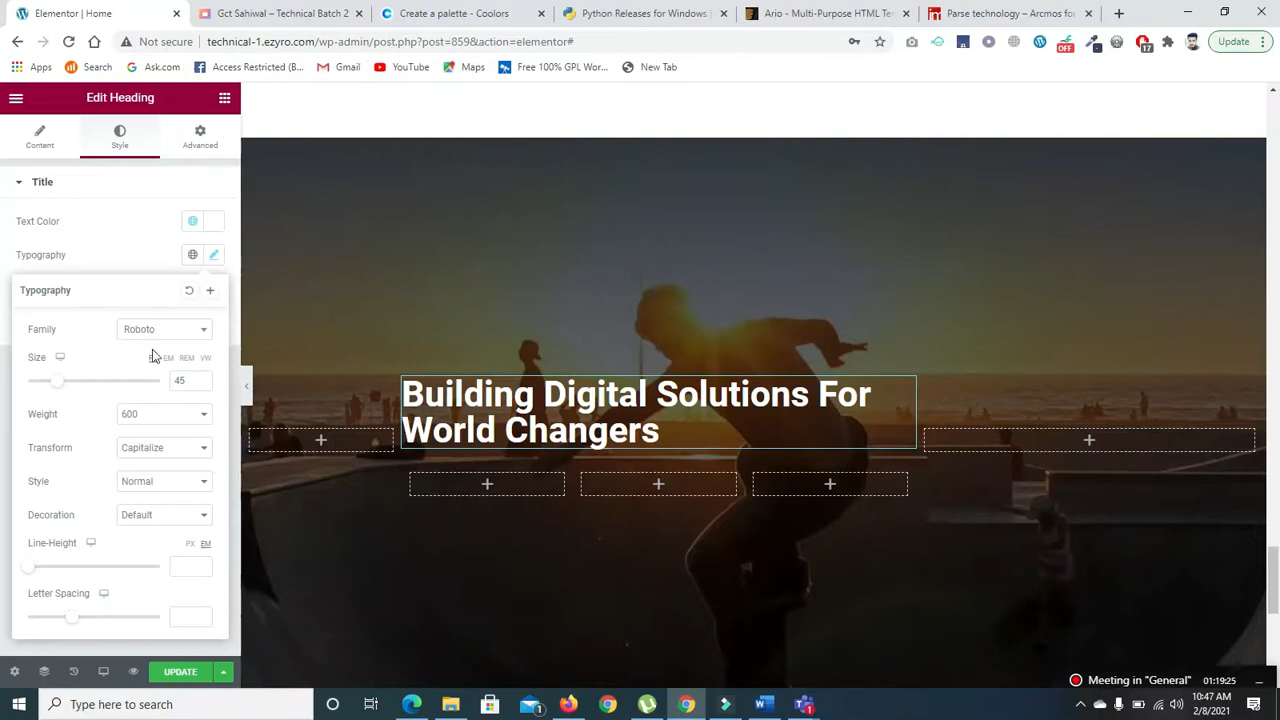 Elementor
Gct Sahiwal – Technical Batch 2
Create a palette - Coolors
Python Releases for Windows
Ario - Multi-Purpose HTML Te
Parse technology – Arcmos for
Not secure
technical-1.ezyro.com/wp-admin/post.php?post=859&action=elementor#
OFF
17
Update
Apps
Search
Ask.com
Access Restricted (B...
Gmail
YouTube
Maps
Free 100% GPL Wor...
New Tab
Edit Heading
Content
Style
Advanced
Title
Text Color
Typography
Typography
Family
Roboto
Size
EM
REM
VW
45
Weight
600
Transform
Capitalize
Style
Normal
Decoration
Default
Line-Height
PX
EM
Letter Spacing
UPDATE
Building Digital Solutions For
World Changers
Meeting in "General"
01:19:25
Type here to search
1
1
10:47 AM
2/8/2021